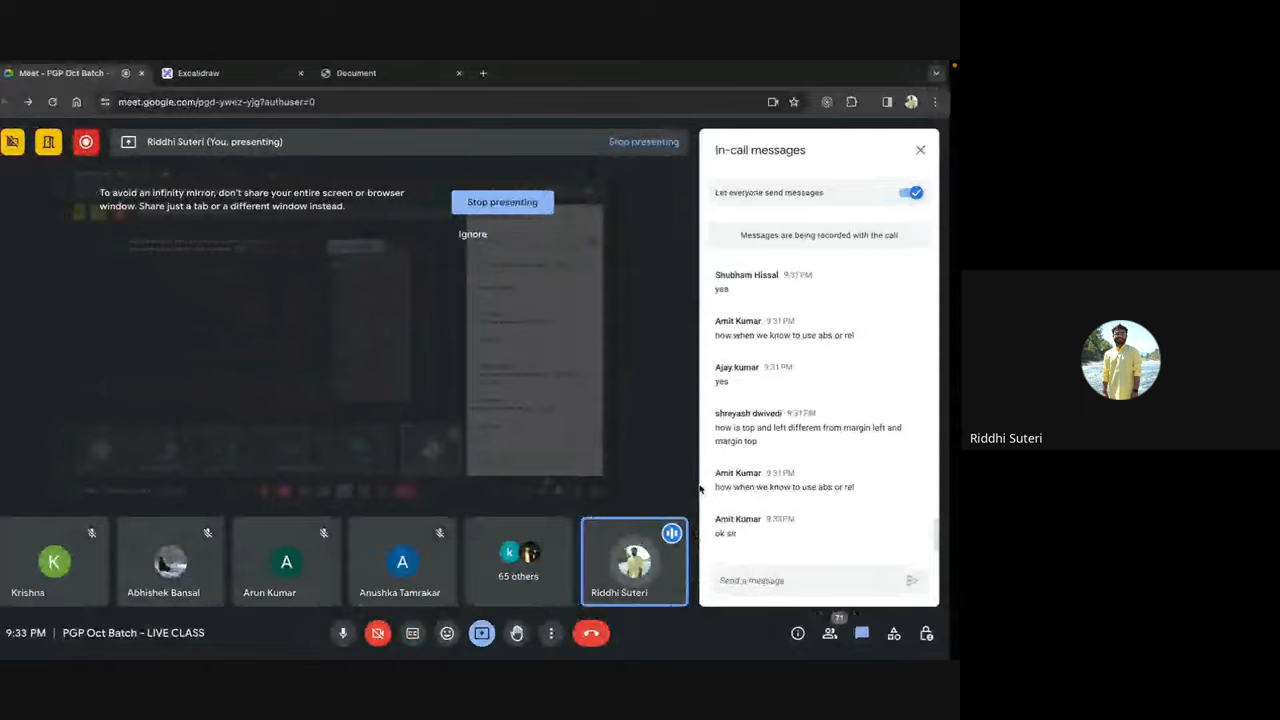 Meet - PGP Oct Batch -
Excalidraw
Document
meet.google.com/pgd-ywez-yjg?authuser=0
Riddhi Suteri (You, presenting)
Stop presenting
To avoid an infinity mirror, don't share your entire screen or browser
window. Share just a tab or a different window instead.
Stop presenting
Ignore
In-call messages
Let everyone send messages
Messages are being recorded with the call
Shubham Hissal 9:31 PM
yes
Amit Kumar 9:31 PM
how when we know to use abs or rel
Ajay kumar 9:31 PM
yes
shreyash dwivedi 9:31 PM
how is top and left different from margin left and
margin top
Amit Kumar 9:31 PM
how when we know to use abs or rel
Amit Kumar 9:33 PM
ok sir
Send a message
K
A
A
k
65 others
Krishna
Abhishek Bansal
Arun Kumar
Anushka Tamrakar
Riddhi Suteri
9:33 PM | PGP Oct Batch - LIVE CLASS
71
Riddhi Suteri